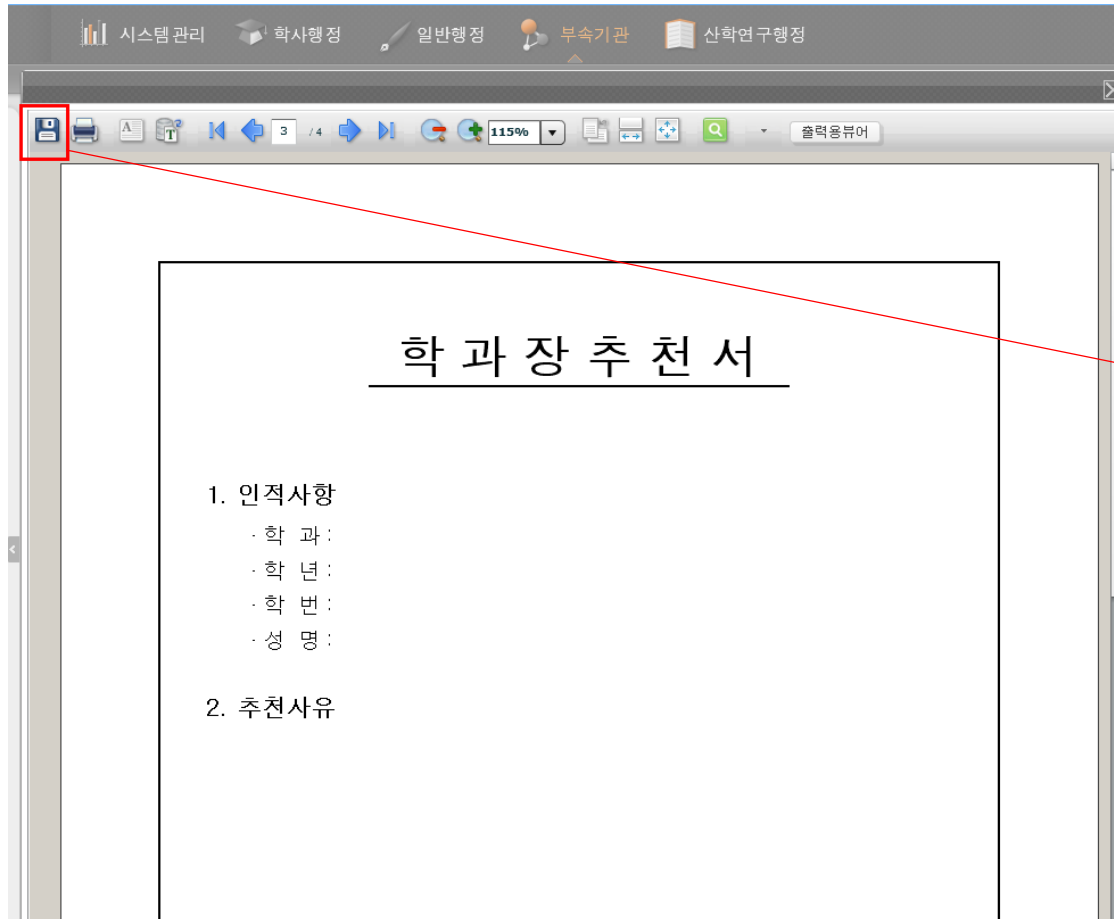 시스템관리 학사행정 일반행정 부속기관 산학연구행정
3 /4 115% 출력용뷰어
학과장추천서
1. 인적사항
· 학 과 :
· 학 년 :
· 학 번 :
· 성 명 :
2. 추천사유